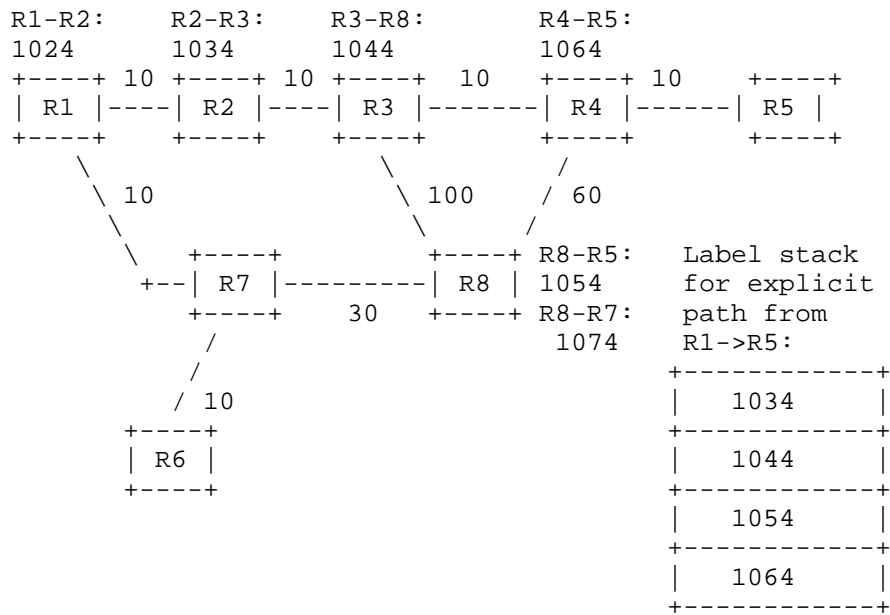 R1-R2: R2-R3: R3-R8: R4-R5:
1024 1034 1044 1064
+----+ 10 +----+ 10 +----+ 10 +----+ 10 +----+
| R1 |----| R2 |----| R3 |-------| R4 |------| R5 |
+----+ +----+ +----+ +----+ +----+
\ \ /
\ 10 \100 / 60
\ \ /
\ +----+ +----+ R8-R5: Label stack
+--| R7 |---------| R8 | 1054 for explicit
+----+ 30 +----+ R8-R7: path from
/ 1074 R1->R5:
/ +------------+
/ 10 | 1034 |
+----+ +------------+
| R6 | | 1044 |
+----+ +------------+
| 1054 |
+------------+
| 1064 |
+------------+